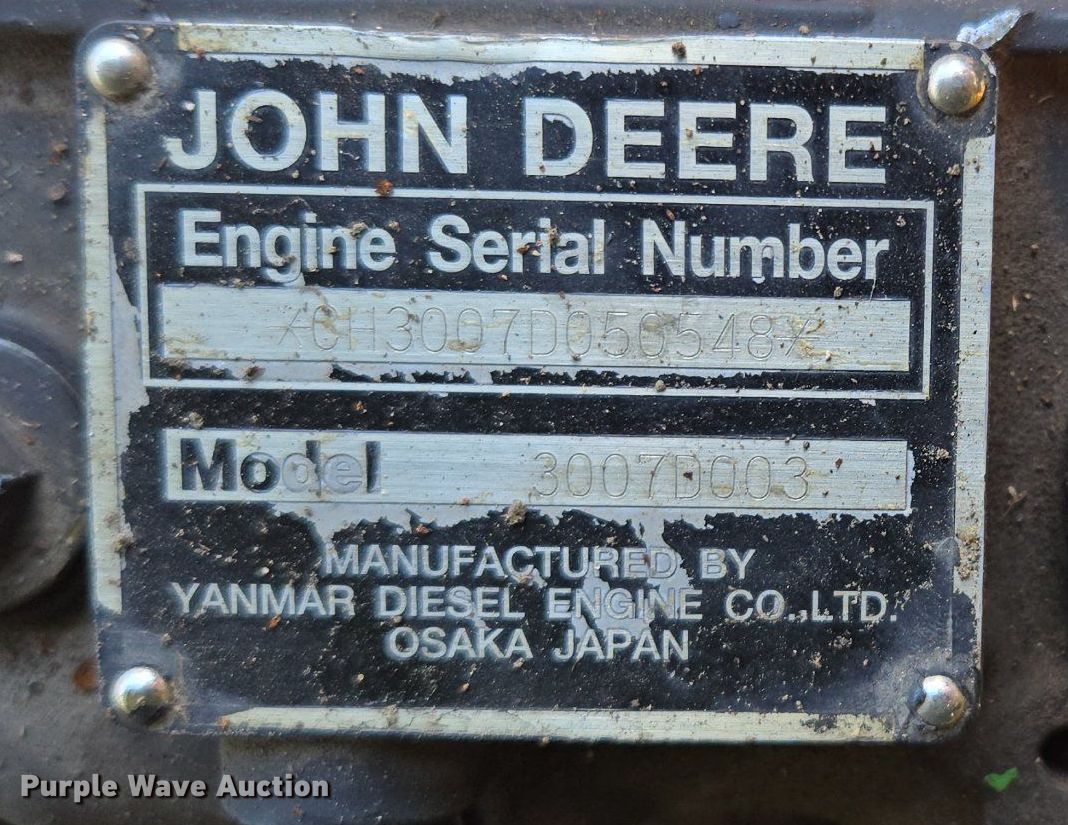 JOHN DEERE
Engine Serial Number
*CH3007D050548*
Model 3007D003
MANUFACTURED BY
YANMAR DIESEL ENGINE CO.,LTD.
OSAKA JAPAN
Purple Wave Auction